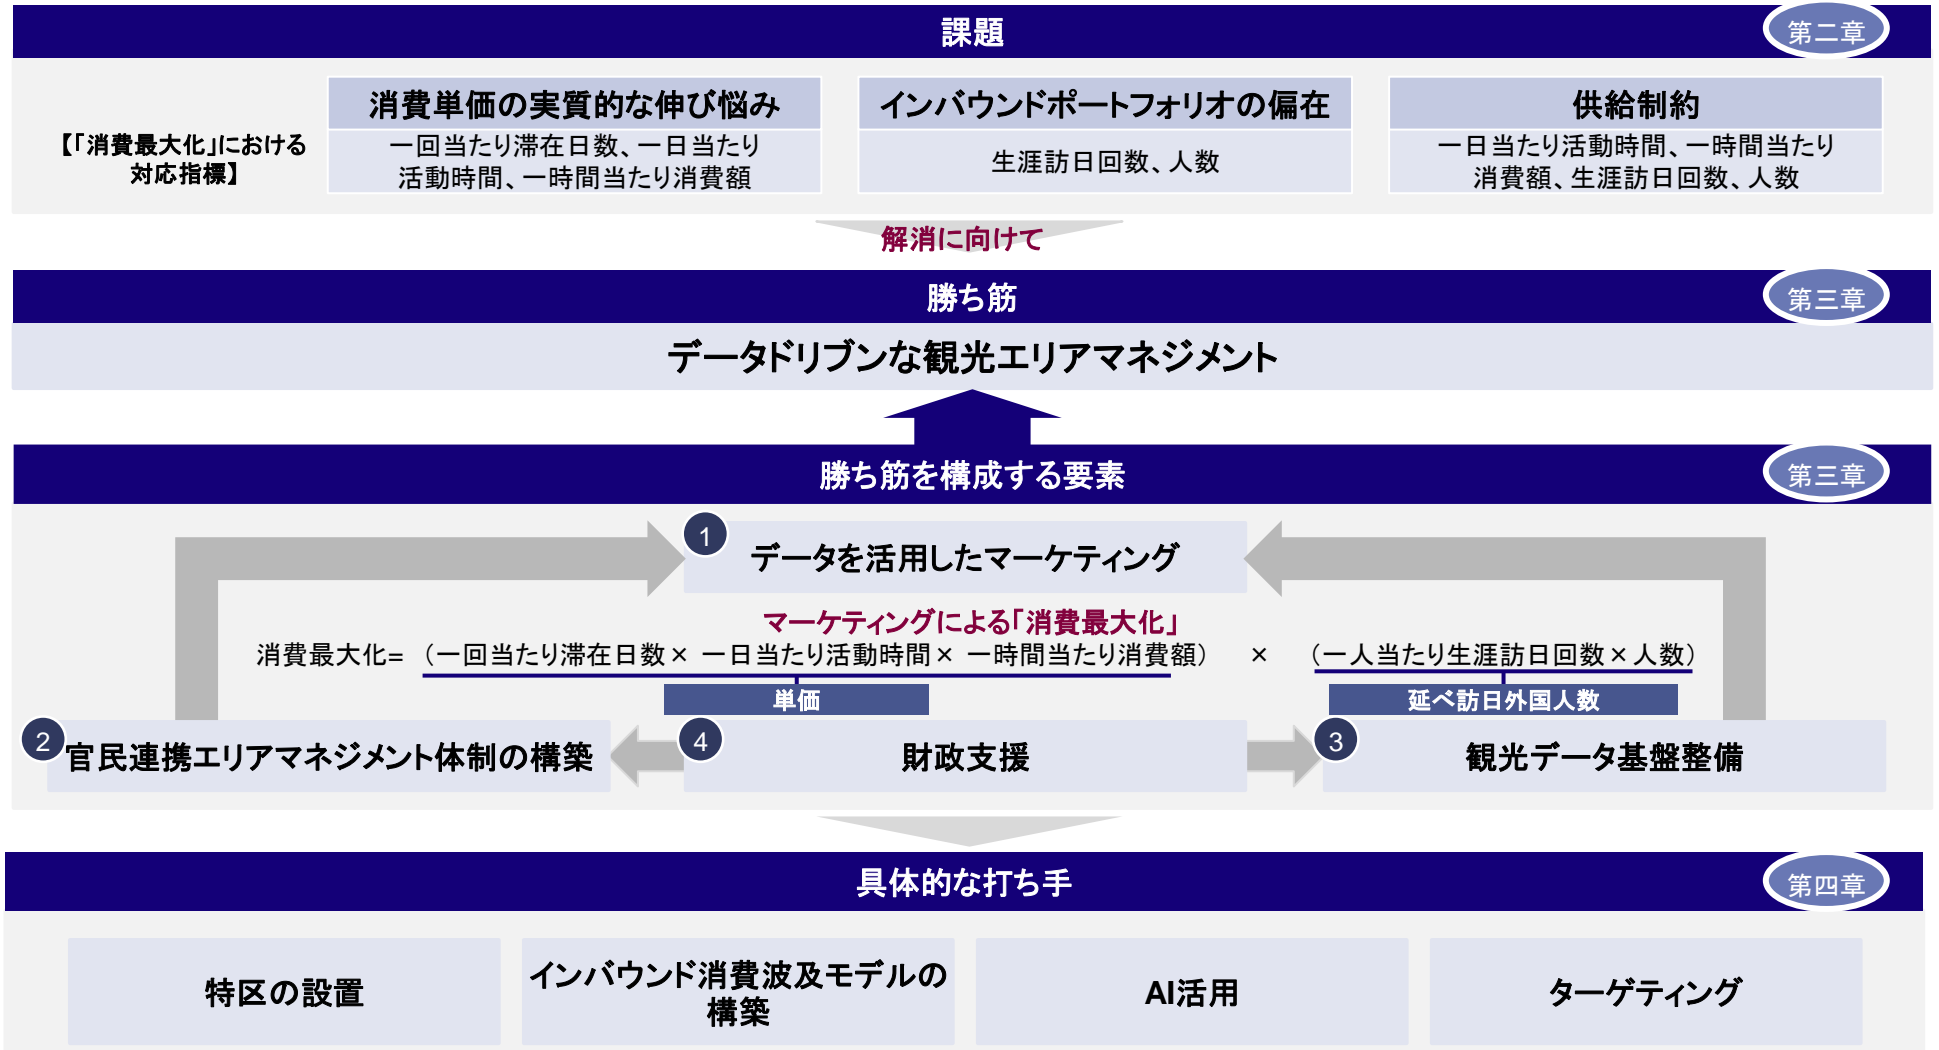 課題
第二章
【「消費最大化」における
対応指標】
消費単価の実質的な伸び悩み
一回当たり滞在日数、一日当たり
活動時間、一時間当たり消費額
インバウンドポートフォリオの偏在
生涯訪日回数、人数
供給制約
一日当たり活動時間、一時間当たり
消費額、生涯訪日回数、人数
解消に向けて
勝ち筋
第三章
データドリブンな観光エリアマネジメント
勝ち筋を構成する要素
第三章
1
データを活用したマーケティング
マーケティングによる「消費最大化」
消費最大化= （一回当たり滞在日数× 一日当たり活動時間× 一時間当たり消費額） × （一人当たり生涯訪日回数×人数）
単価
延べ訪日外国人数
2
官民連携エリアマネジメント体制の構築
4
財政支援
3
観光データ基盤整備
具体的な打ち手
第四章
特区の設置
インバウンド消費波及モデルの
構築
AI活用
ターゲティング